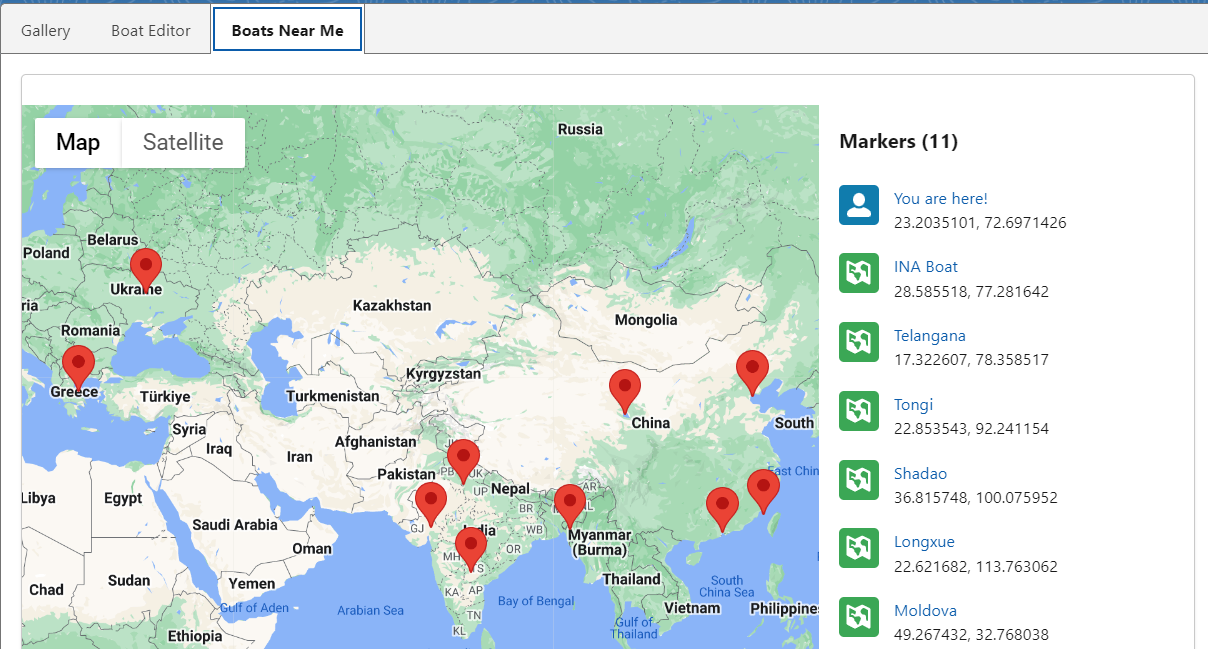 Gallery
Boat Editor
Boats Near Me
Map
Satellite
Russia
Belarus
Poland
Ukraine
Kazakhstan
Romania
Mongolia
Kyrgyzstan
Greece
Türkiye
Turkmenistan
China
South
Syria
Afghanistan
Iraq
Iran
Pakistan
PB
UK
East Chin
Libya
Egypt
UP
Nepal
AR
BR
GJ
India
WB
Saudi Arabia
Myanmar
(Burma)
Oman
MH
OR
TS
Chad
Sudan
Yemen
Thailand
South
China Sea
KA
AP
Gulf of Aden
Arabian Sea
Bay of Bengal
Vietnam
Philippines
TN
Gulf of
Thailand
KL
Ethiopia
Markers (11)
You are here!
23.2035101, 72.6971426
INA Boat
28.585518, 77.281642
Telangana
17.322607, 78.358517
Tongi
22.853543, 92.241154
Shadao
36.815748, 100.075952
Longxue
22.621682, 113.763062
Moldova
49.267432, 32.768038